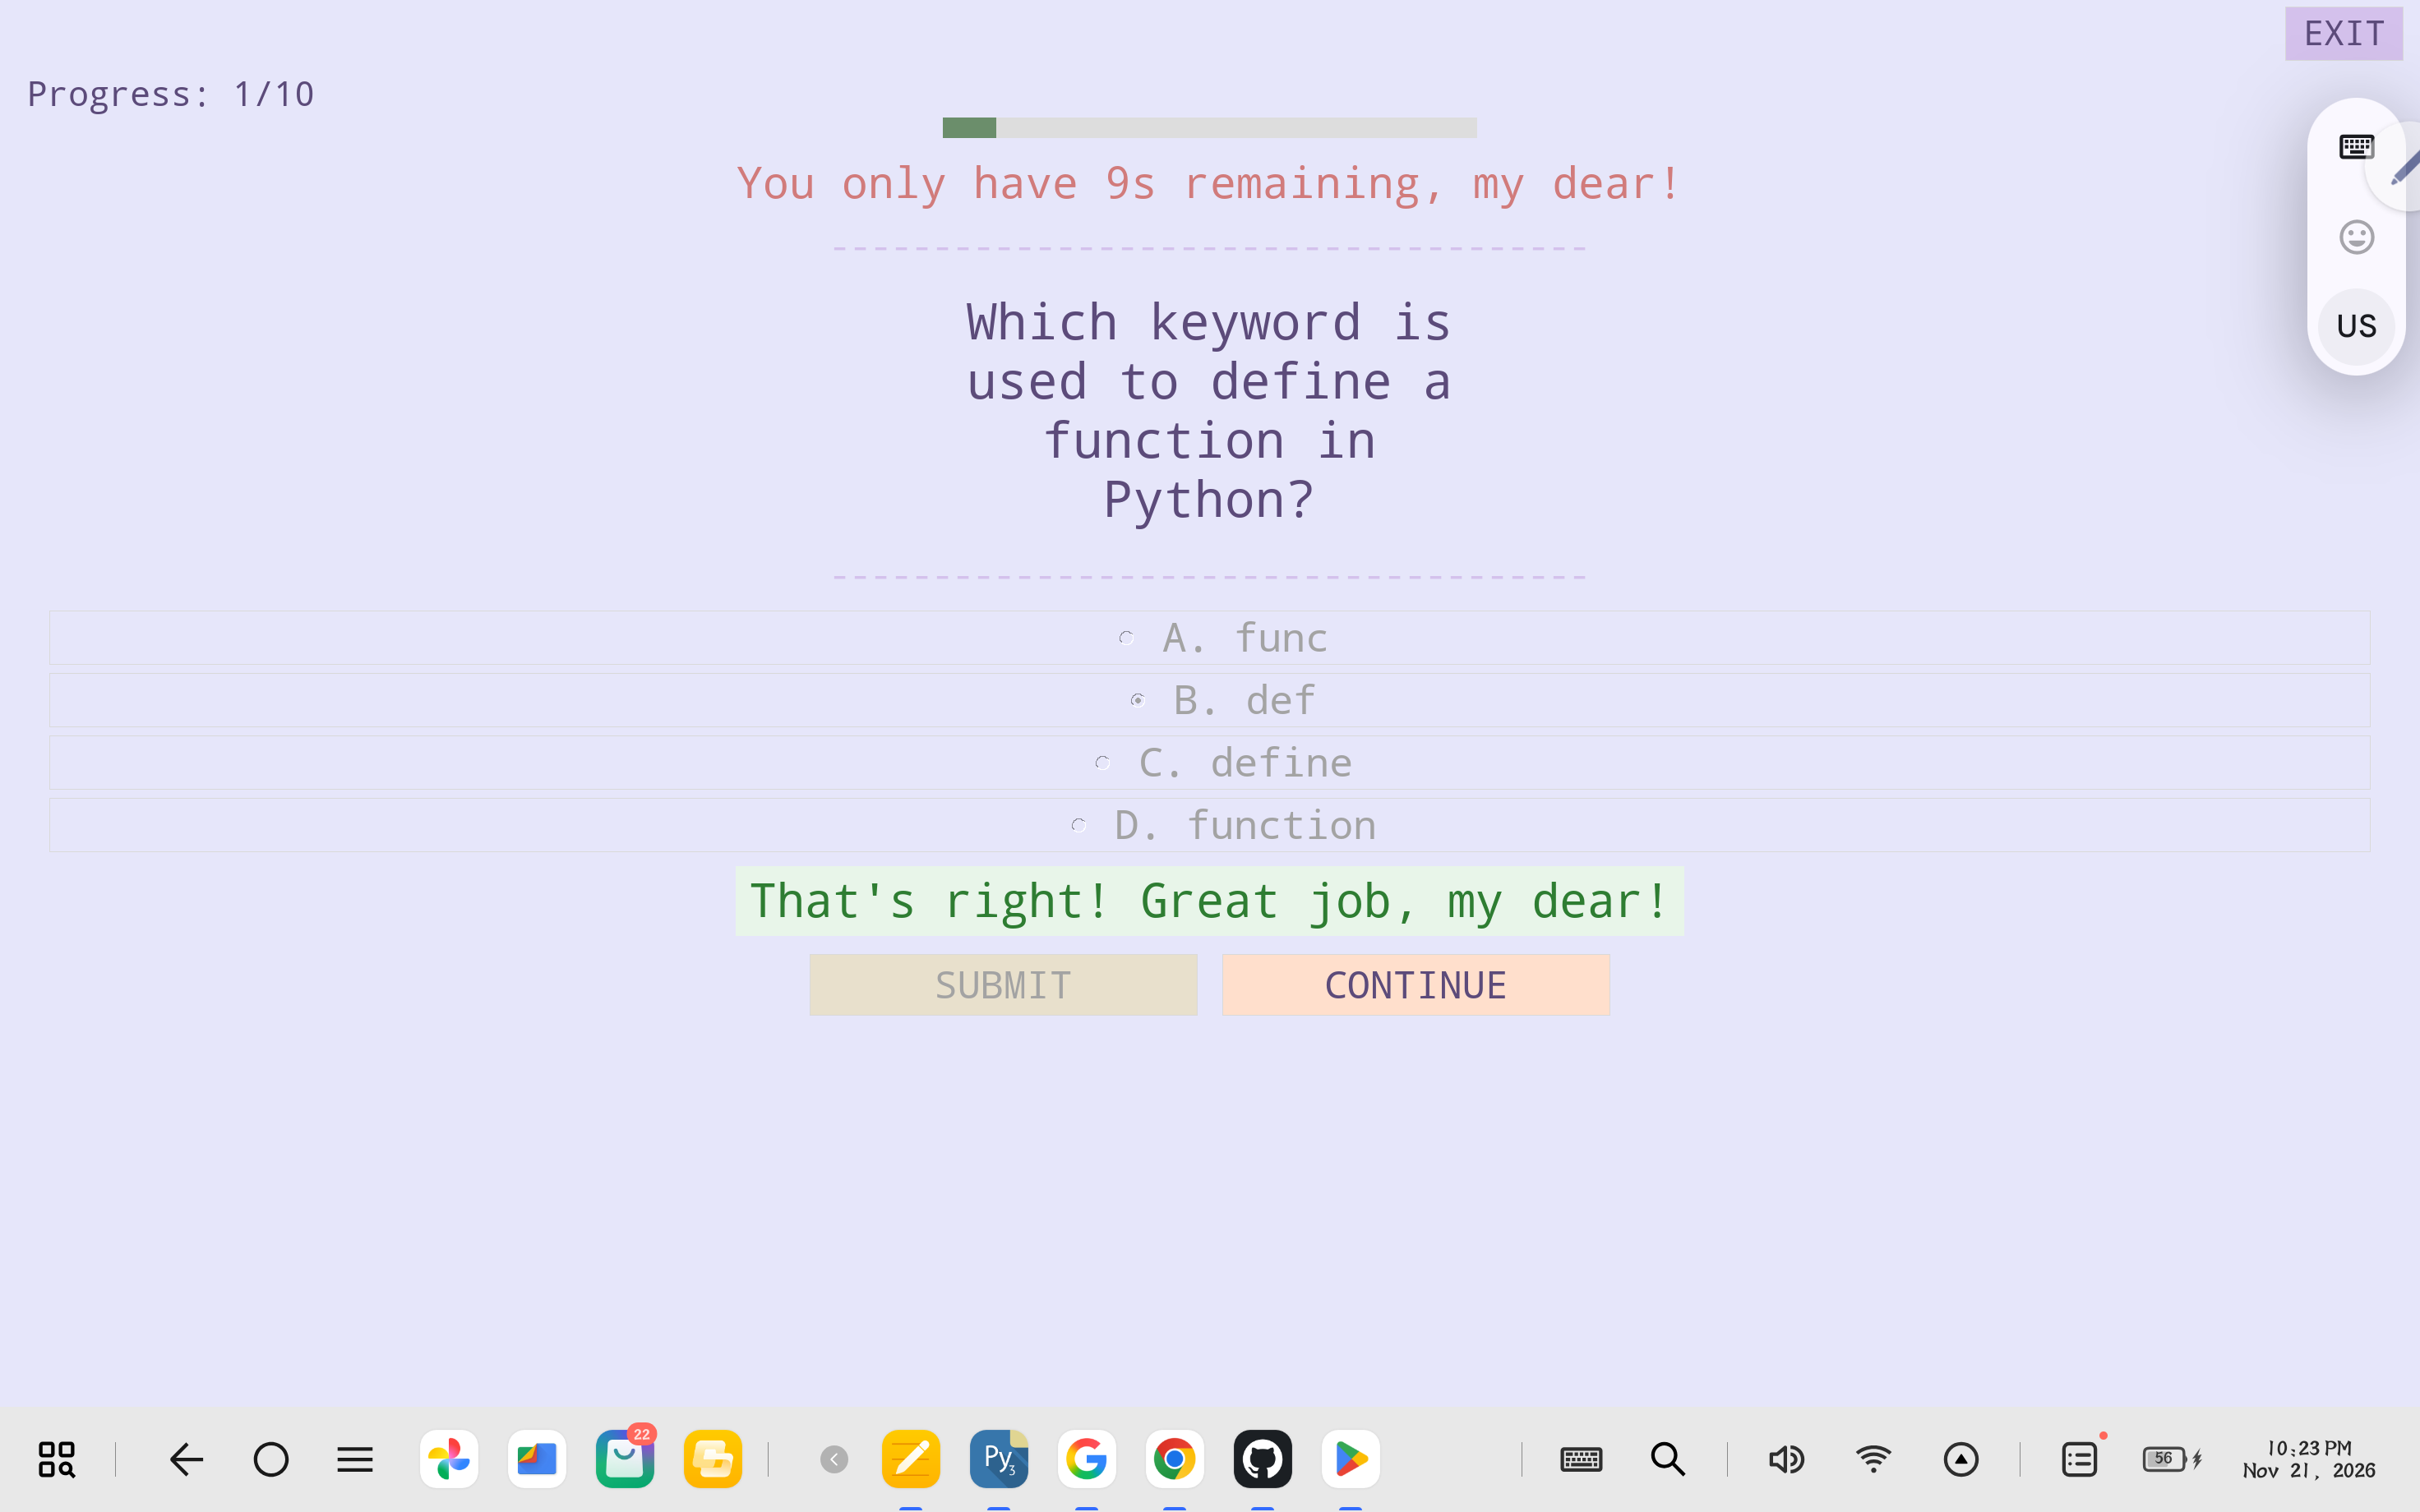 EXIT
Progress: 1/10
You only have 9s remaining, my dear!
------------------------------------
Which keyword is
used to define a
function in
Python?
------------------------------------
US
A. func
B. def
C. define
D. function
That's right! Great job, my dear!
SUBMIT CONTINUE
22
Py3
56
10:23 PM
Nov 21, 2026